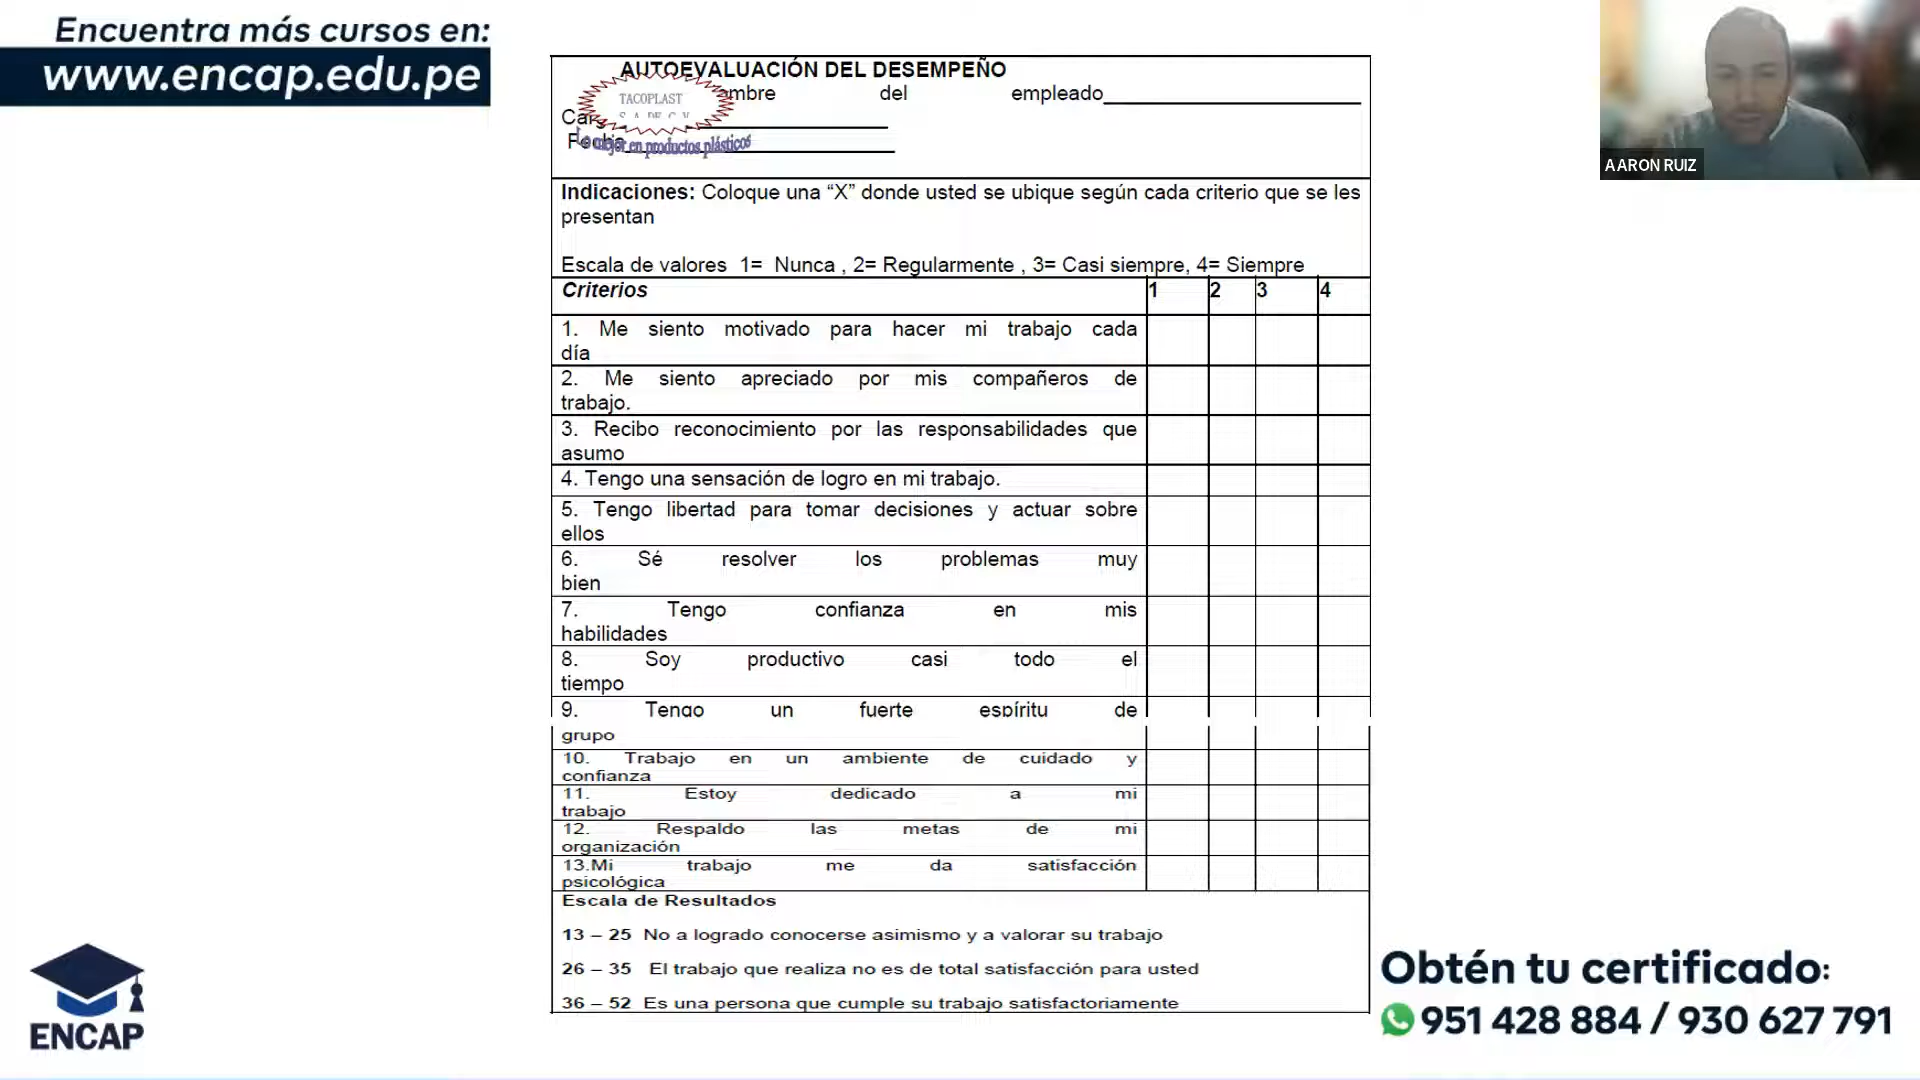 Encuentra más cursos en:
www.encap.edu.pe
AUTOEVALUACIÓN DEL DESEMPEÑO
mbre del empleado
TACOPLAST
S. A. DE C. V
mejor en productos plásticos
Indicaciones: Coloque una “X” donde usted se ubique según cada criterio que se les
presentan
Escala de valores 1= Nunca , 2= Regularmente , 3= Casi siempre, 4= Siempre
Criterios 1 2 3 4
1. Me siento motivado para hacer mi trabajo cada
día
2. Me siento apreciado por mis compañeros de
trabajo.
3. Recibo reconocimiento por las responsabilidades que
asumo
4. Tengo una sensación de logro en mi trabajo.
5. Tengo libertad para tomar decisiones y actuar sobre
ellos
6. Sé resolver los problemas muy
bien
7. Tengo confianza en mis
habilidades
8. Soy productivo casi todo el
tiempo
9. Tengo un fuerte espíritu de
grupo
10. Trabajo en un ambiente de cuidado y
confianza
11. Estoy dedicado a mi
trabajo
12. Respaldo las metas de mi
organización
13.Mi trabajo me da satisfacción
psicológica
Escala de Resultados
13 – 25 No a logrado conocerse asimismo y a valorar su trabajo
26 – 35 El trabajo que realiza no es de total satisfacción para usted
36 – 52 Es una persona que cumple su trabajo satisfactoriamente
AARON RUIZ
ENCAP
Obtén tu certificado:
951 428 884 / 930 627 791